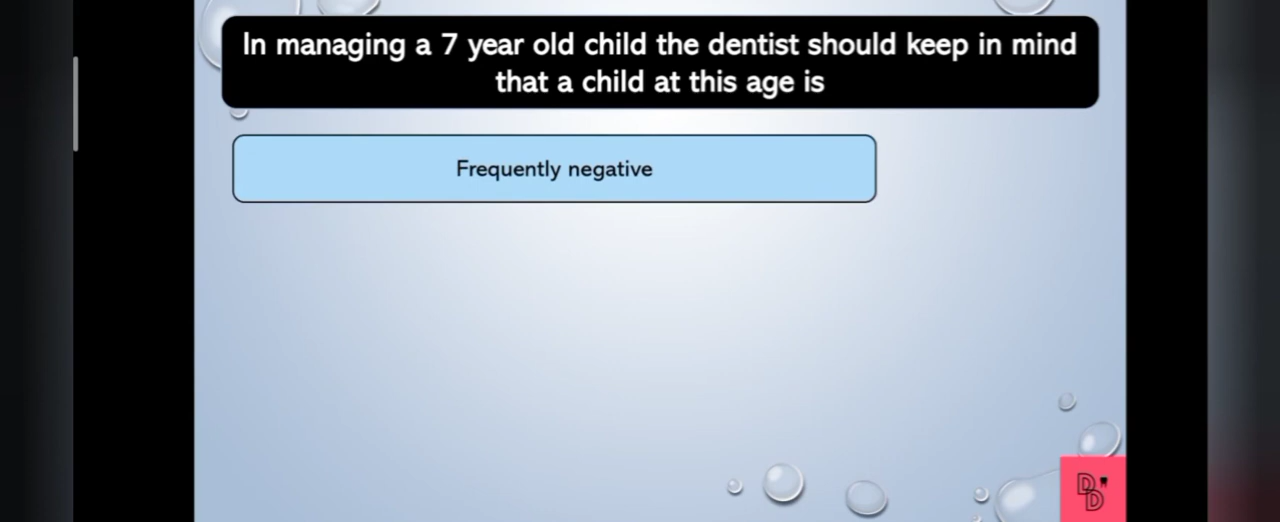 In managing a 7 year old child the dentist should keep in mind
that a child at this age is
Frequently negative
DD